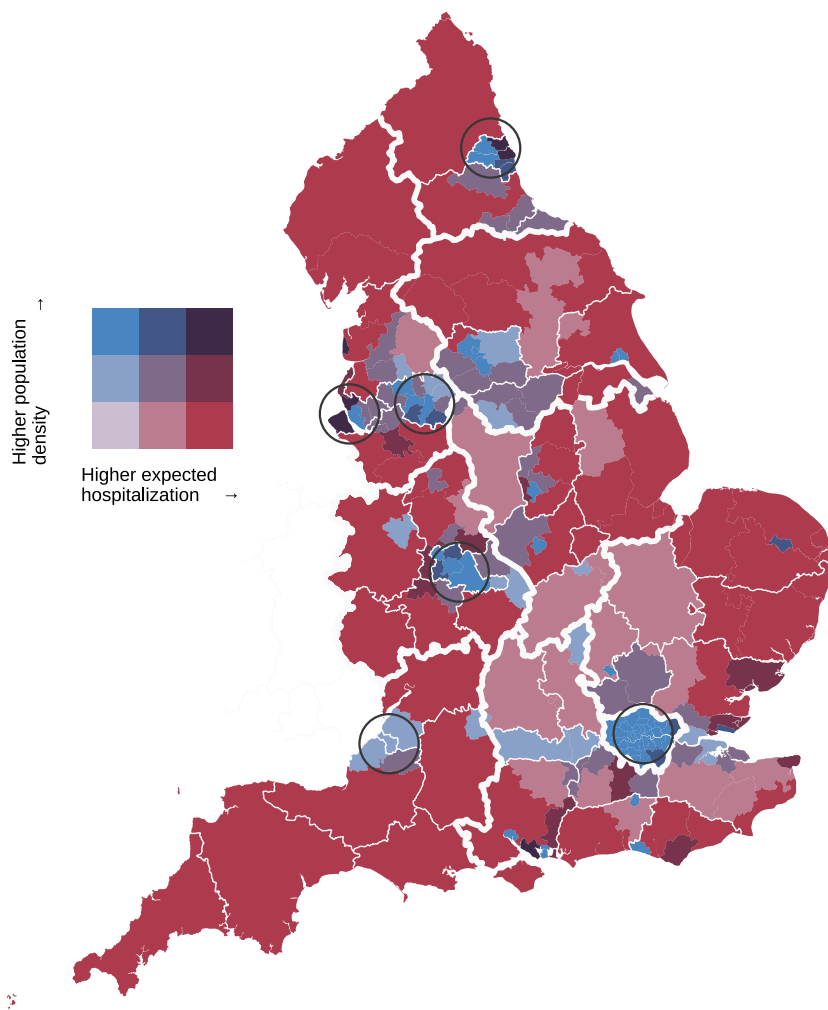 Higher population →
density
Higher expected
hospitalization →